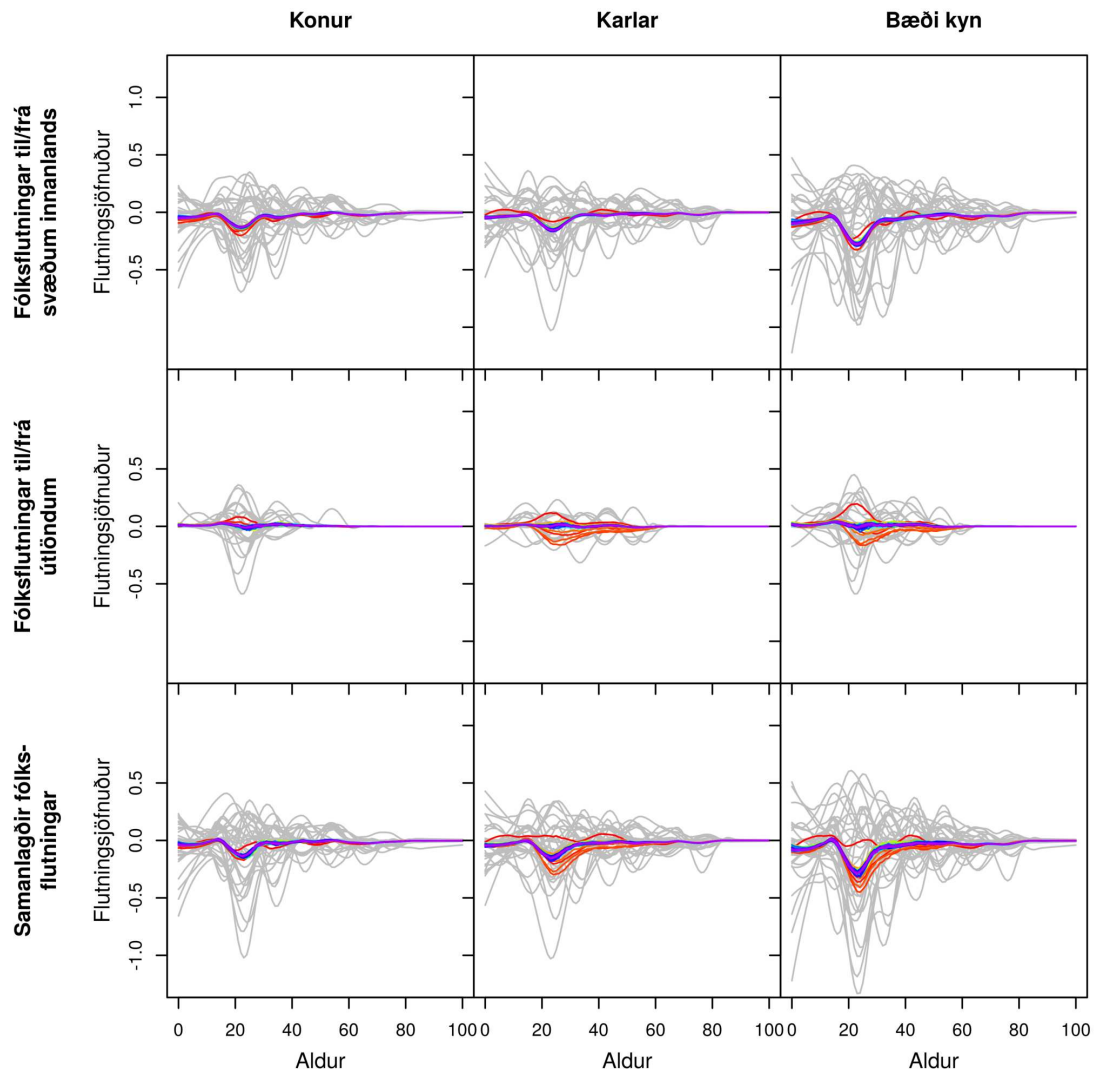 Konur
Karlar
Bæði kyn
Fólksflutningar til/frá
svæðum innanlands
Flutningsjöfnuður
1.0
0.5
0.0
-0.5
Fólksflutningar til/frá
útlöndum
Flutningsjöfnuður
0.5
0.0
-0.5
Samanlagðir fólks-
flutningar
Flutningsjöfnuður
0.5
0.0
-0.5
-1.0
0 20 40 60 80 100
0 20 40 60 80 100
0 20 40 60 80 100
Aldur
Aldur
Aldur